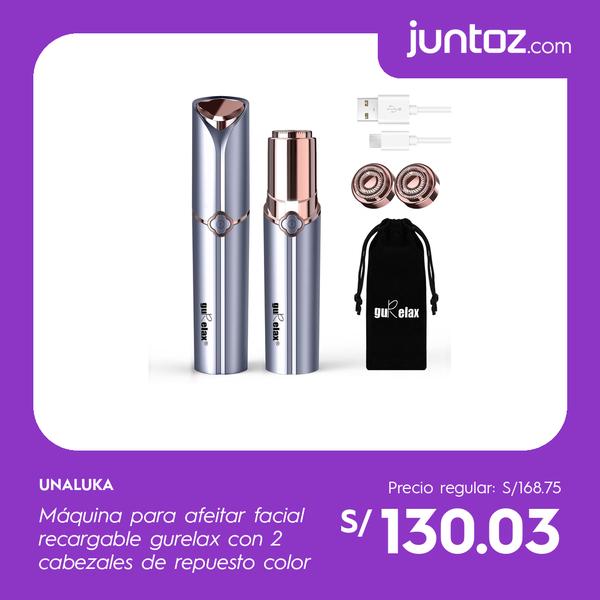 juntoz.com
guRelax®
guRelax
guRelax
UNALUKA
Máquina para afeitar facial
recargable gurelax con 2
cabezales de repuesto color
Precio regular: S/168.75
S/130.03